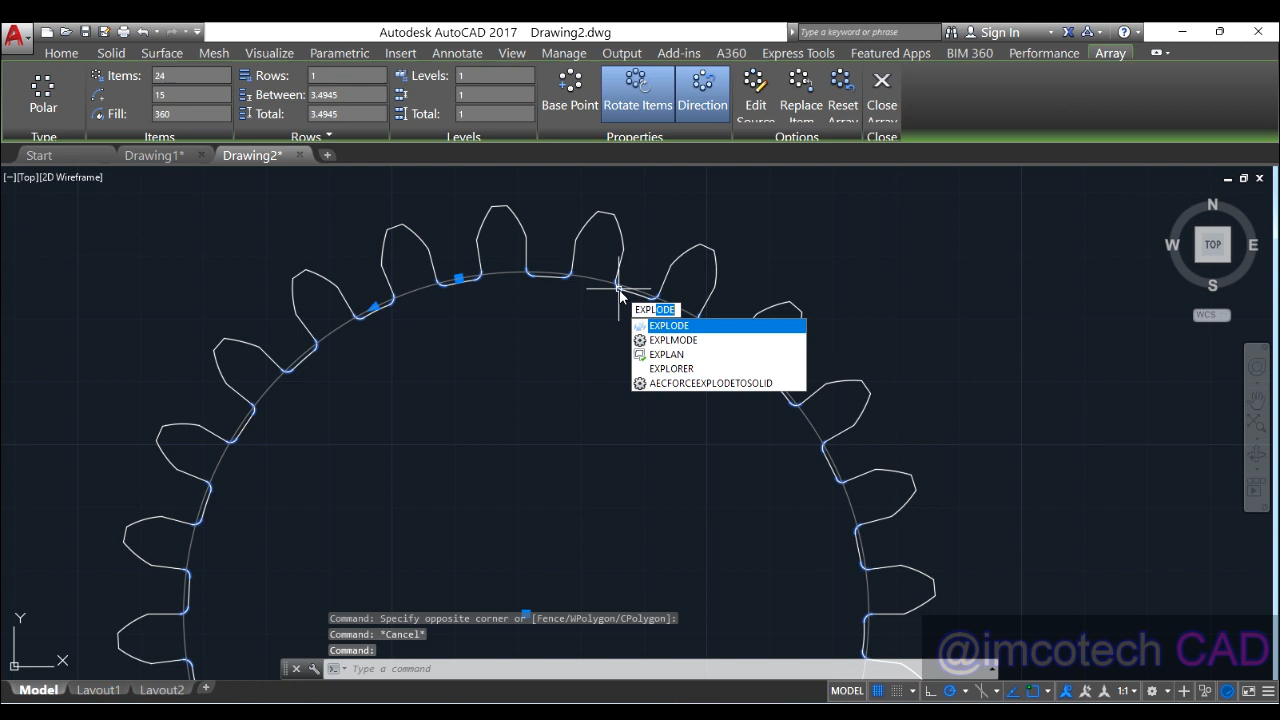 Autodesk AutoCAD 2017 Drawing2.dwg
Type a keyword or phrase
Sign In
Home Solid Surface Mesh Visualize Parametric Insert Annotate View Manage Output Add-ins A360 Express Tools Featured Apps BIM 360 Performance Array
Items: 24 Rows: 1 Levels: 1
15 Between: 3.4945 1
Fill: 360 Total: 3.4945 Total: 1
Polar
Base Point Rotate Items Direction Edit Source Replace Item Reset Array Close Array
Type Items Rows Levels Properties Options Close
Start Drawing1* Drawing2*
[−][Top][2D Wireframe]
N
W TOP E
S
WCS
EXPLODE
EXPLODE
EXPLMODE
EXPLAN
EXPLORER
AECFORCEEXPLODETOSOLID
Command: Specify opposite corner or [Fence/WPolygon/CPolygon]:
Command: *Cancel*
Command:
Type a command
Y
X
@imcotech CAD
Model Layout1 Layout2
MODEL 1:1